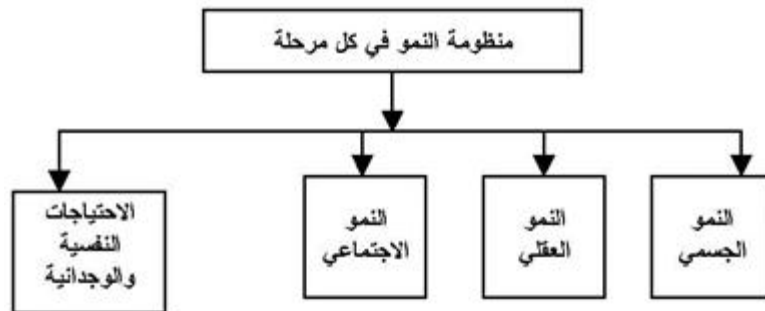 منظومة النمو في كل مرحلة
النمو
الجسمي
النمو
العقلي
النمو
الاجتماعي
الاحتياجات
النفسية
والوجدانية